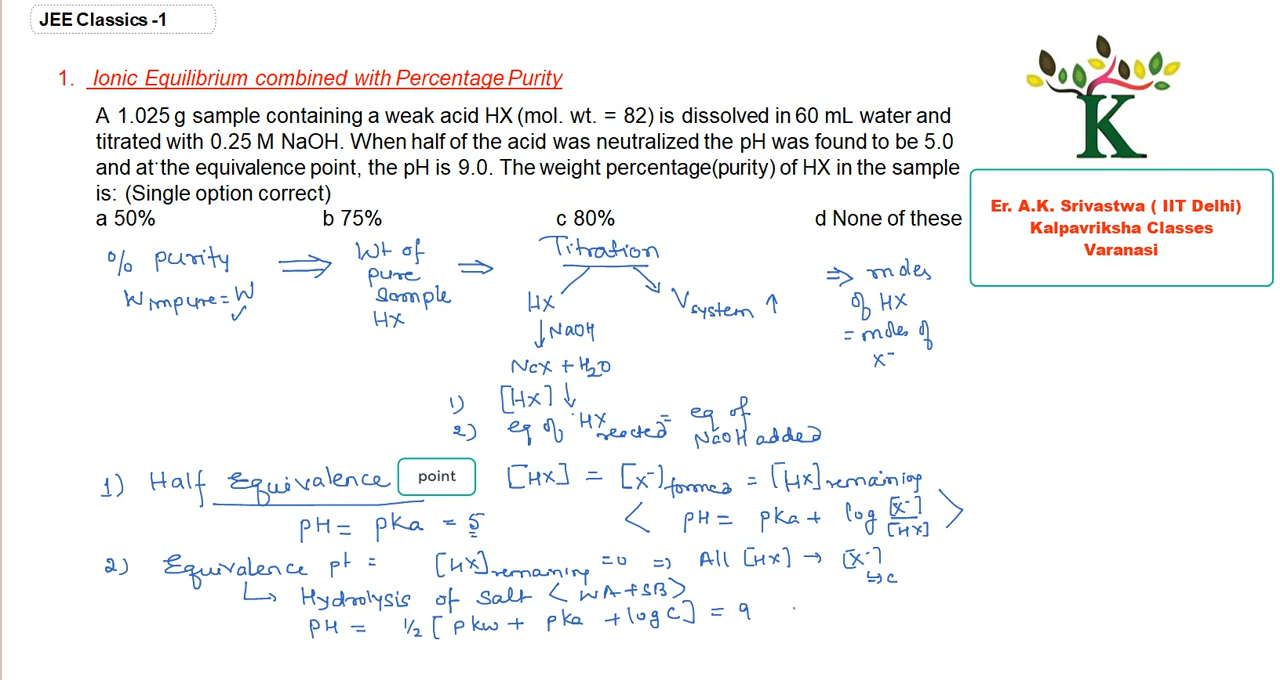 JEE Classics -1
1. Ionic Equilibrium combined with Percentage Purity
A 1.025 g sample containing a weak acid HX (mol. wt. = 82) is dissolved in 60 mL water and
titrated with 0.25 M NaOH. When half of the acid was neutralized the pH was found to be 5.0
and at the equivalence point, the pH is 9.0. The weight percentage(purity) of HX in the sample
is: (Single option correct)
a 50% b 75% c 80% d None of these
K
Er. A.K. Srivastwa ( IIT Delhi)
Kalpavriksha Classes
Varanasi
% purity ⟹ Wt of pure sample HX ⇒ Titration
W impure = W ✓
HX
↓ NaOH
NaX + H₂O
V system ↑
⇒ moles
of HX
= moles of
X⁻
1) [HX] ↓
2) eq of HX reacted = eq of NaOH added
1) Half Equivalence point [HX] = [X⁻] formed = [HX] remaining
pH = pKa = 5 < pH = pKa + log [X⁻]/[HX] >
2) Equivalence pt = [HX] remaining = 0 ⇒ All [HX] → [X⁻]
↳ C
↳ Hydrolysis of salt < WA + SB >
pH = 1/2 [ pKw + pKa + log C ] = 9